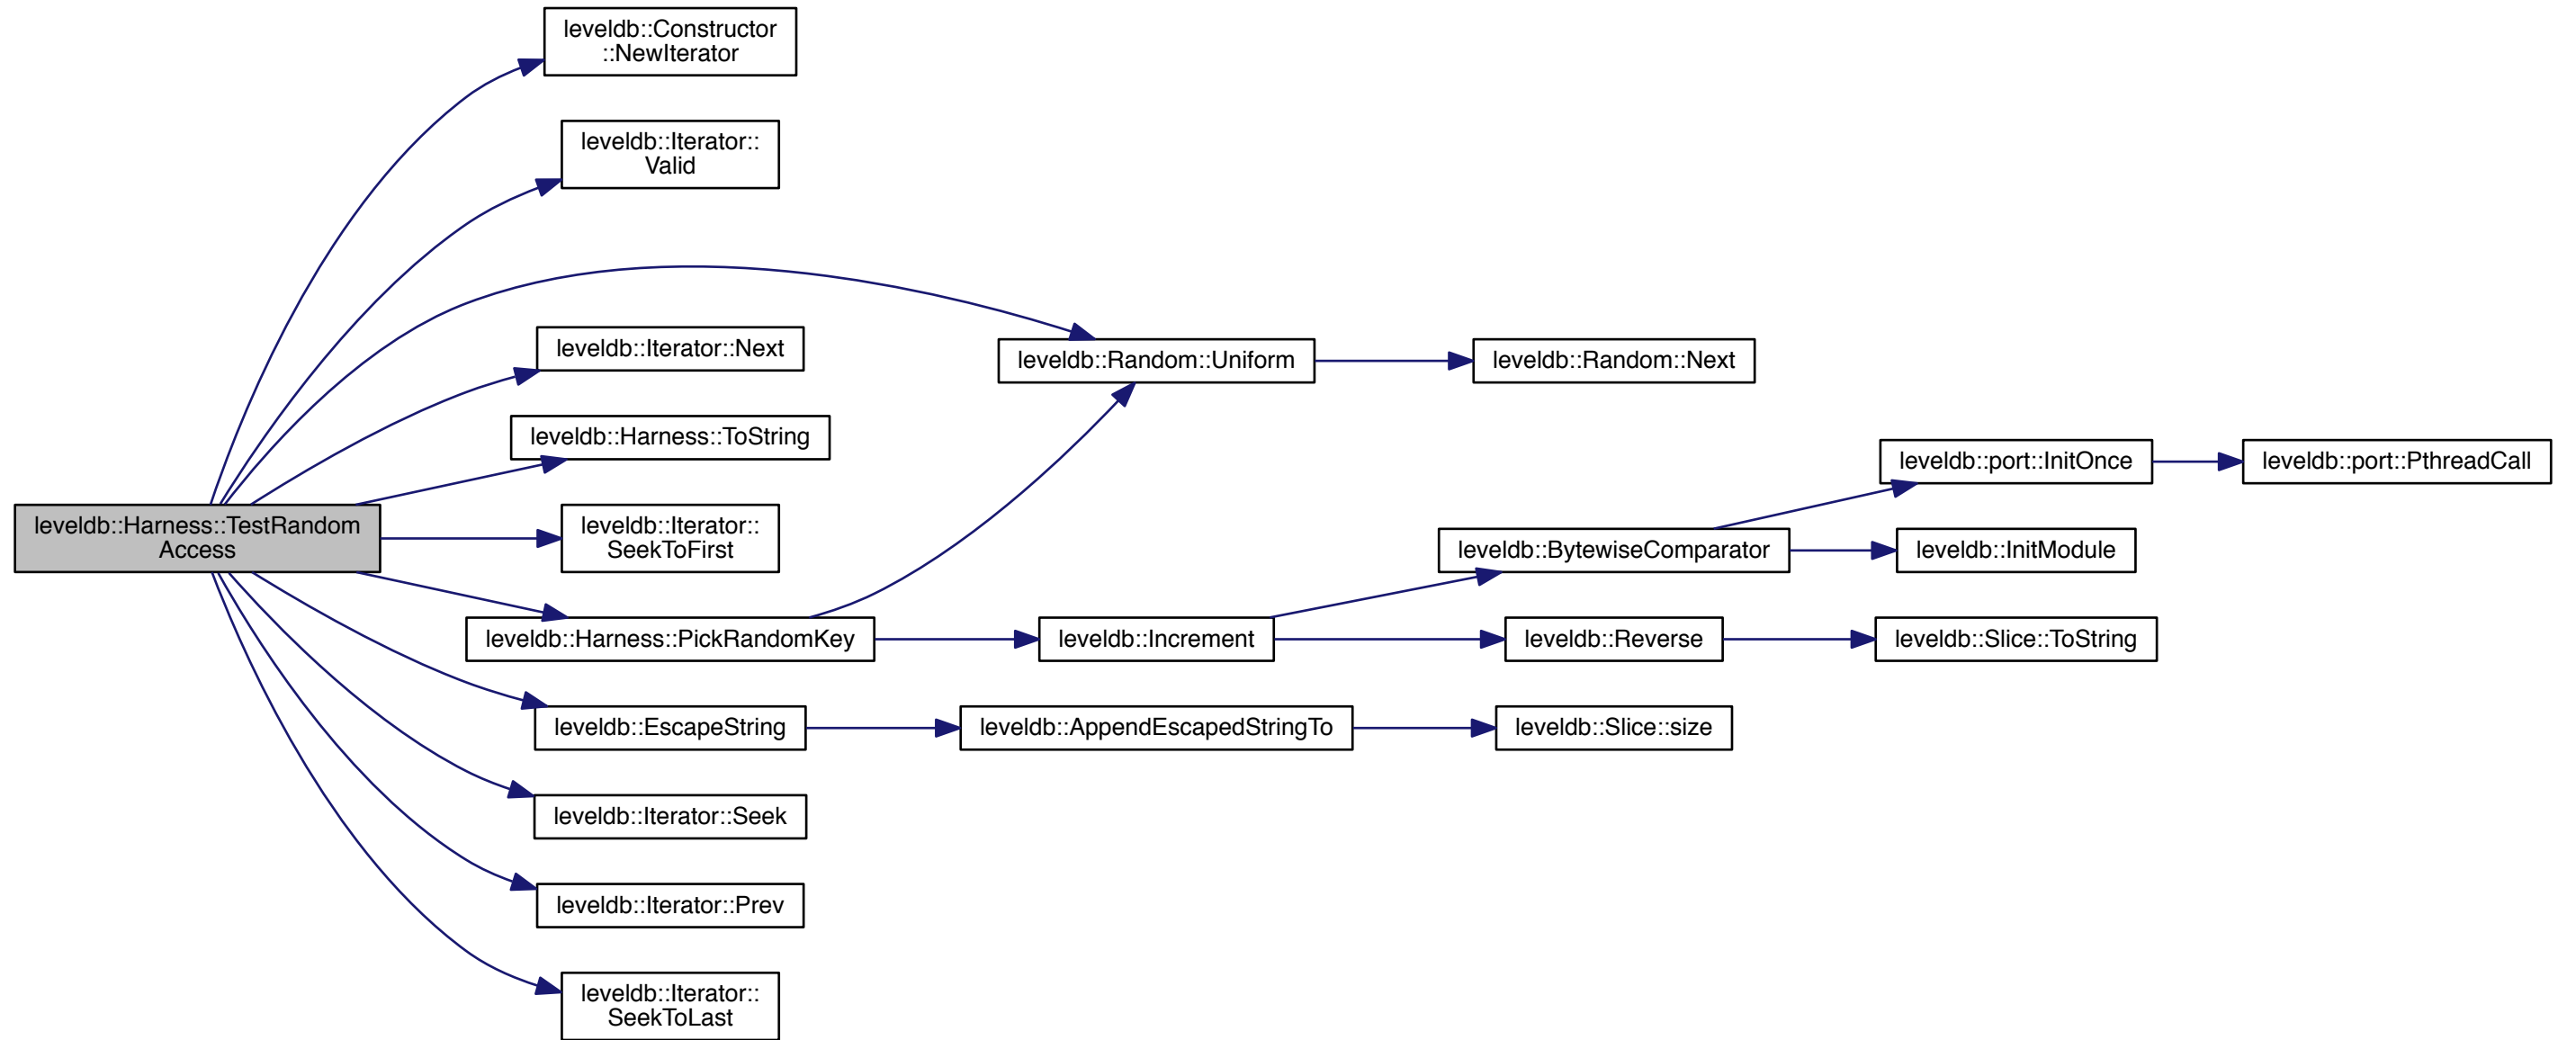 leveldb::Constructor
::NewIterator
leveldb::Iterator::
Valid
leveldb::Iterator::Next
leveldb::Random::Uniform
leveldb::Random::Next
leveldb::Harness::ToString
leveldb::port::InitOnce
leveldb::port::PthreadCall
leveldb::Harness::TestRandom
Access
leveldb::Iterator::
SeekToFirst
leveldb::BytewiseComparator
leveldb::InitModule
leveldb::Harness::PickRandomKey
leveldb::Increment
leveldb::Reverse
leveldb::Slice::ToString
leveldb::EscapeString
leveldb::AppendEscapedStringTo
leveldb::Slice::size
leveldb::Iterator::Seek
leveldb::Iterator::Prev
leveldb::Iterator::
SeekToLast